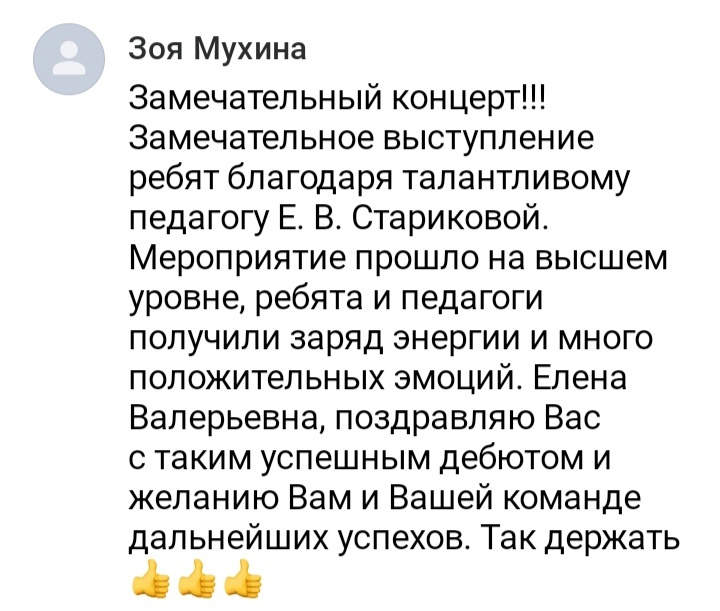 Зоя Мухина
Замечательный концерт!!!
Замечательное выступление
ребят благодаря талантливому
педагогу Е. В. Стариковой.
Мероприятие прошло на высшем
уровне, ребята и педагоги
получили заряд энергии и много
положительных эмоций. Елена
Валерьевна, поздравляю Вас
с таким успешным дебютом и
желанию Вам и Вашей команде
дальнейших успехов. Так держать
👍👍👍